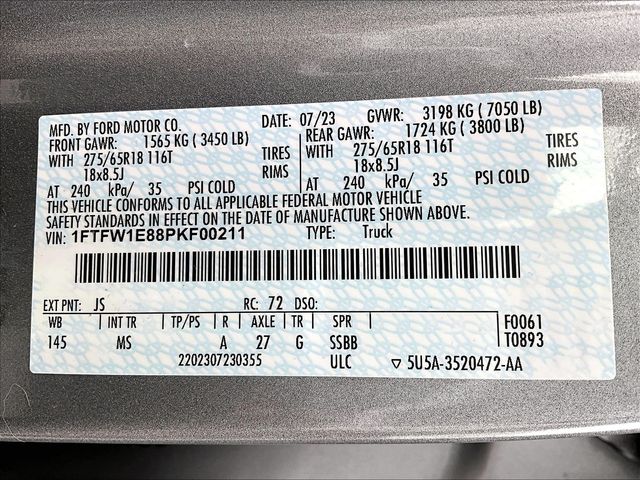 MFD. BY FORD MOTOR CO. DATE: 07/23 GVWR: 3198 KG ( 7050 LB)
FRONT GAWR: 1565 KG ( 3450 LB) REAR GAWR: 1724 KG ( 3800 LB)
WITH 275/65R18 116T TIRES WITH 275/65R18 116T TIRES
18x8.5J RIMS 18x8.5J RIMS
AT 240 kPa/ 35 PSI COLD AT 240 kPa/ 35 PSI COLD
THIS VEHICLE CONFORMS TO ALL APPLICABLE FEDERAL MOTOR VEHICLE
SAFETY STANDARDS IN EFFECT ON THE DATE OF MANUFACTURE SHOWN ABOVE.
VIN: 1FTFW1E88PKF00211 TYPE: Truck
EXT PNT: JS RC: 72 DSO:
WB INT TR TP/PS R AXLE TR SPR F0061
145 MS A 27 G SSBB T0893
2202307230355 ULC ▽ 5U5A-3520472-AA